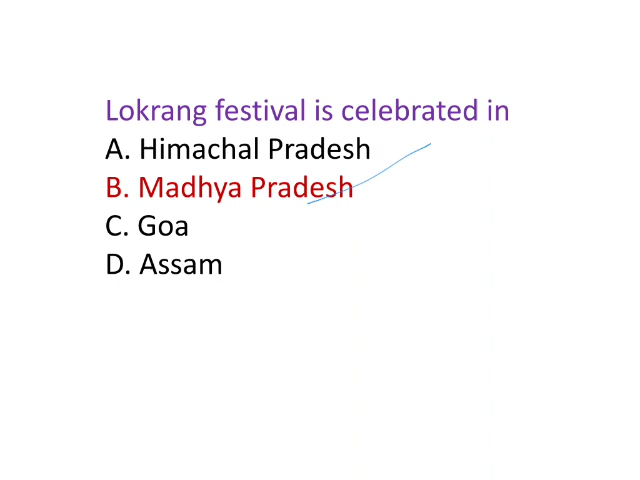 Lokrang festival is celebrated in
A. Himachal Pradesh
B. Madhya Pradesh
C. Goa
D. Assam